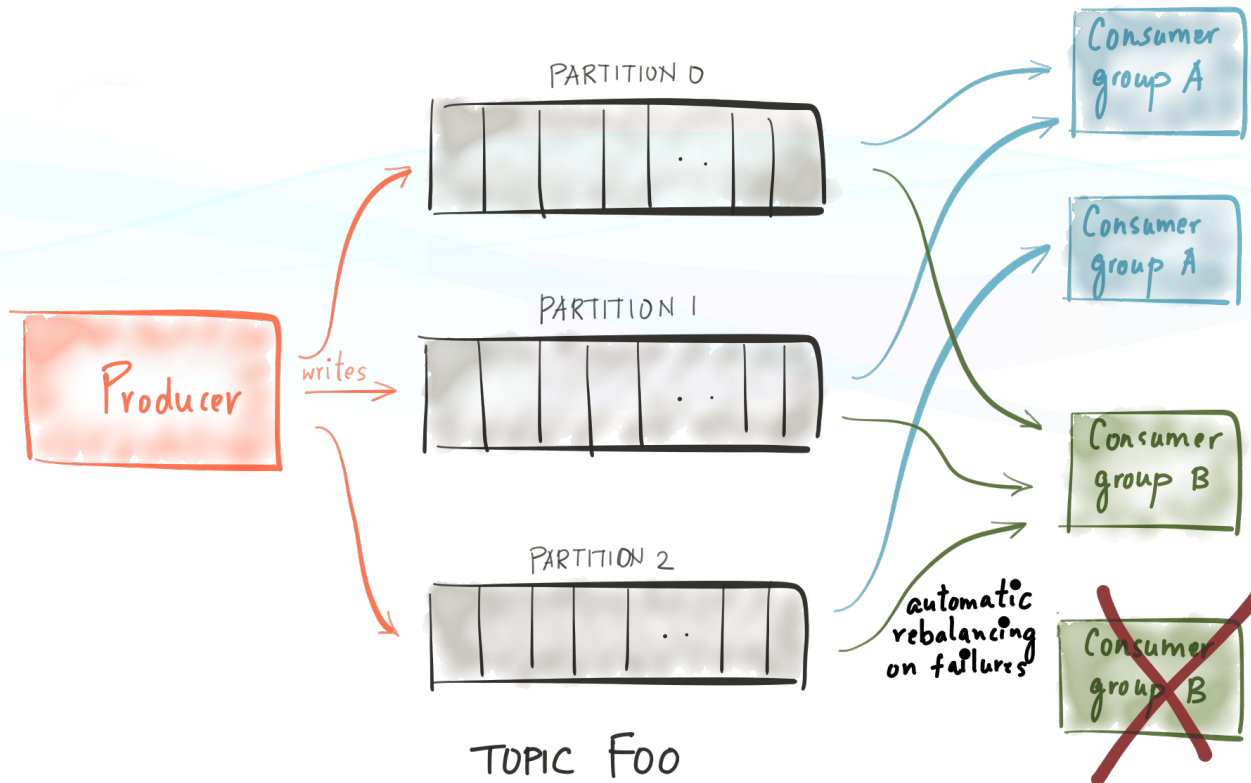 Producer
writes
PARTITION 0
PARTITION 1
PARTITION 2
TOPIC FOO
Consumer
group A
Consumer
group A
Consumer
group B
automatic
rebalancing
on failures
Consumer
group B